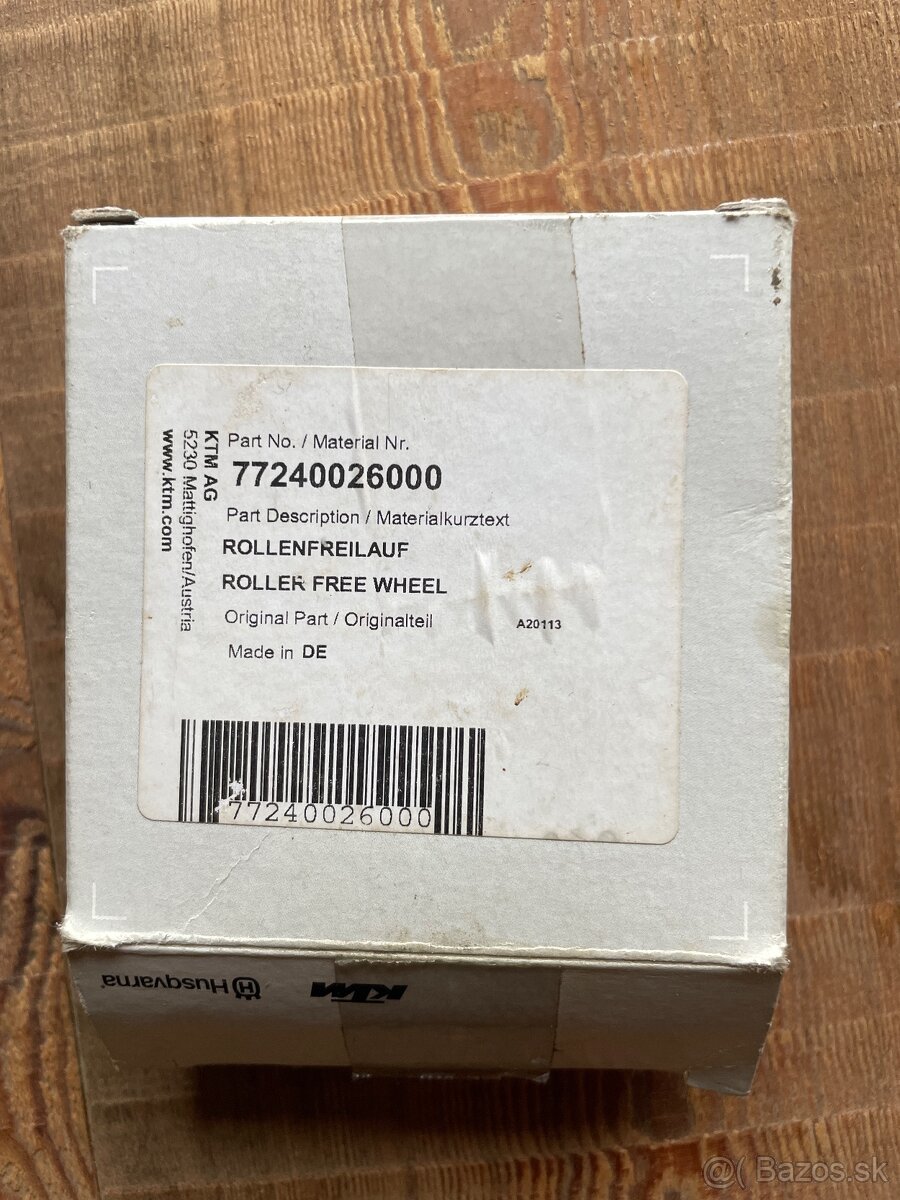 Part No. / Material Nr.
77240026000
Part Description / Materialkurztext
ROLLENFREILAUF
ROLLER FREE WHEEL
Original Part / Originalteil
A20113
Made in DE
77240026000
KTM AG
5230 Mattighofen/Austria
www.ktm.com
Husqvarna
KTM
@( Bazos.sk